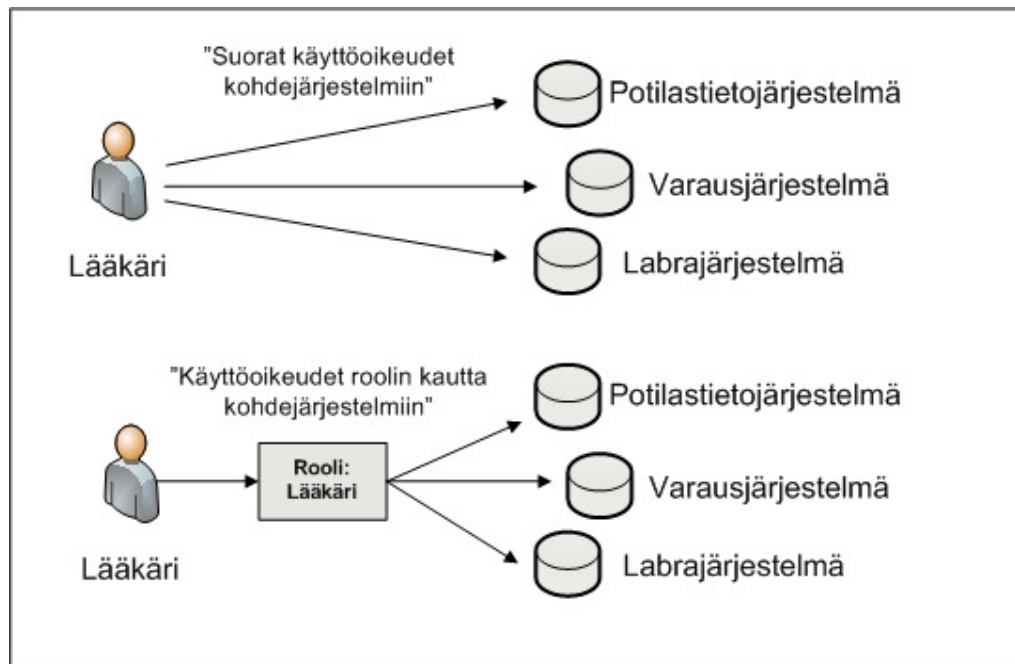 "Suorat käyttöoikeudet
kohdejärjestelmiin"
Potilastietojärjestelmä
Varausjärjestelmä
Labrajärjestelmä
Lääkäri
"Käyttöoikeudet roolin kautta
kohdejärjestelmiin"
Potilastietojärjestelmä
Rooli:
Lääkäri
Varausjärjestelmä
Labrajärjestelmä
Lääkäri